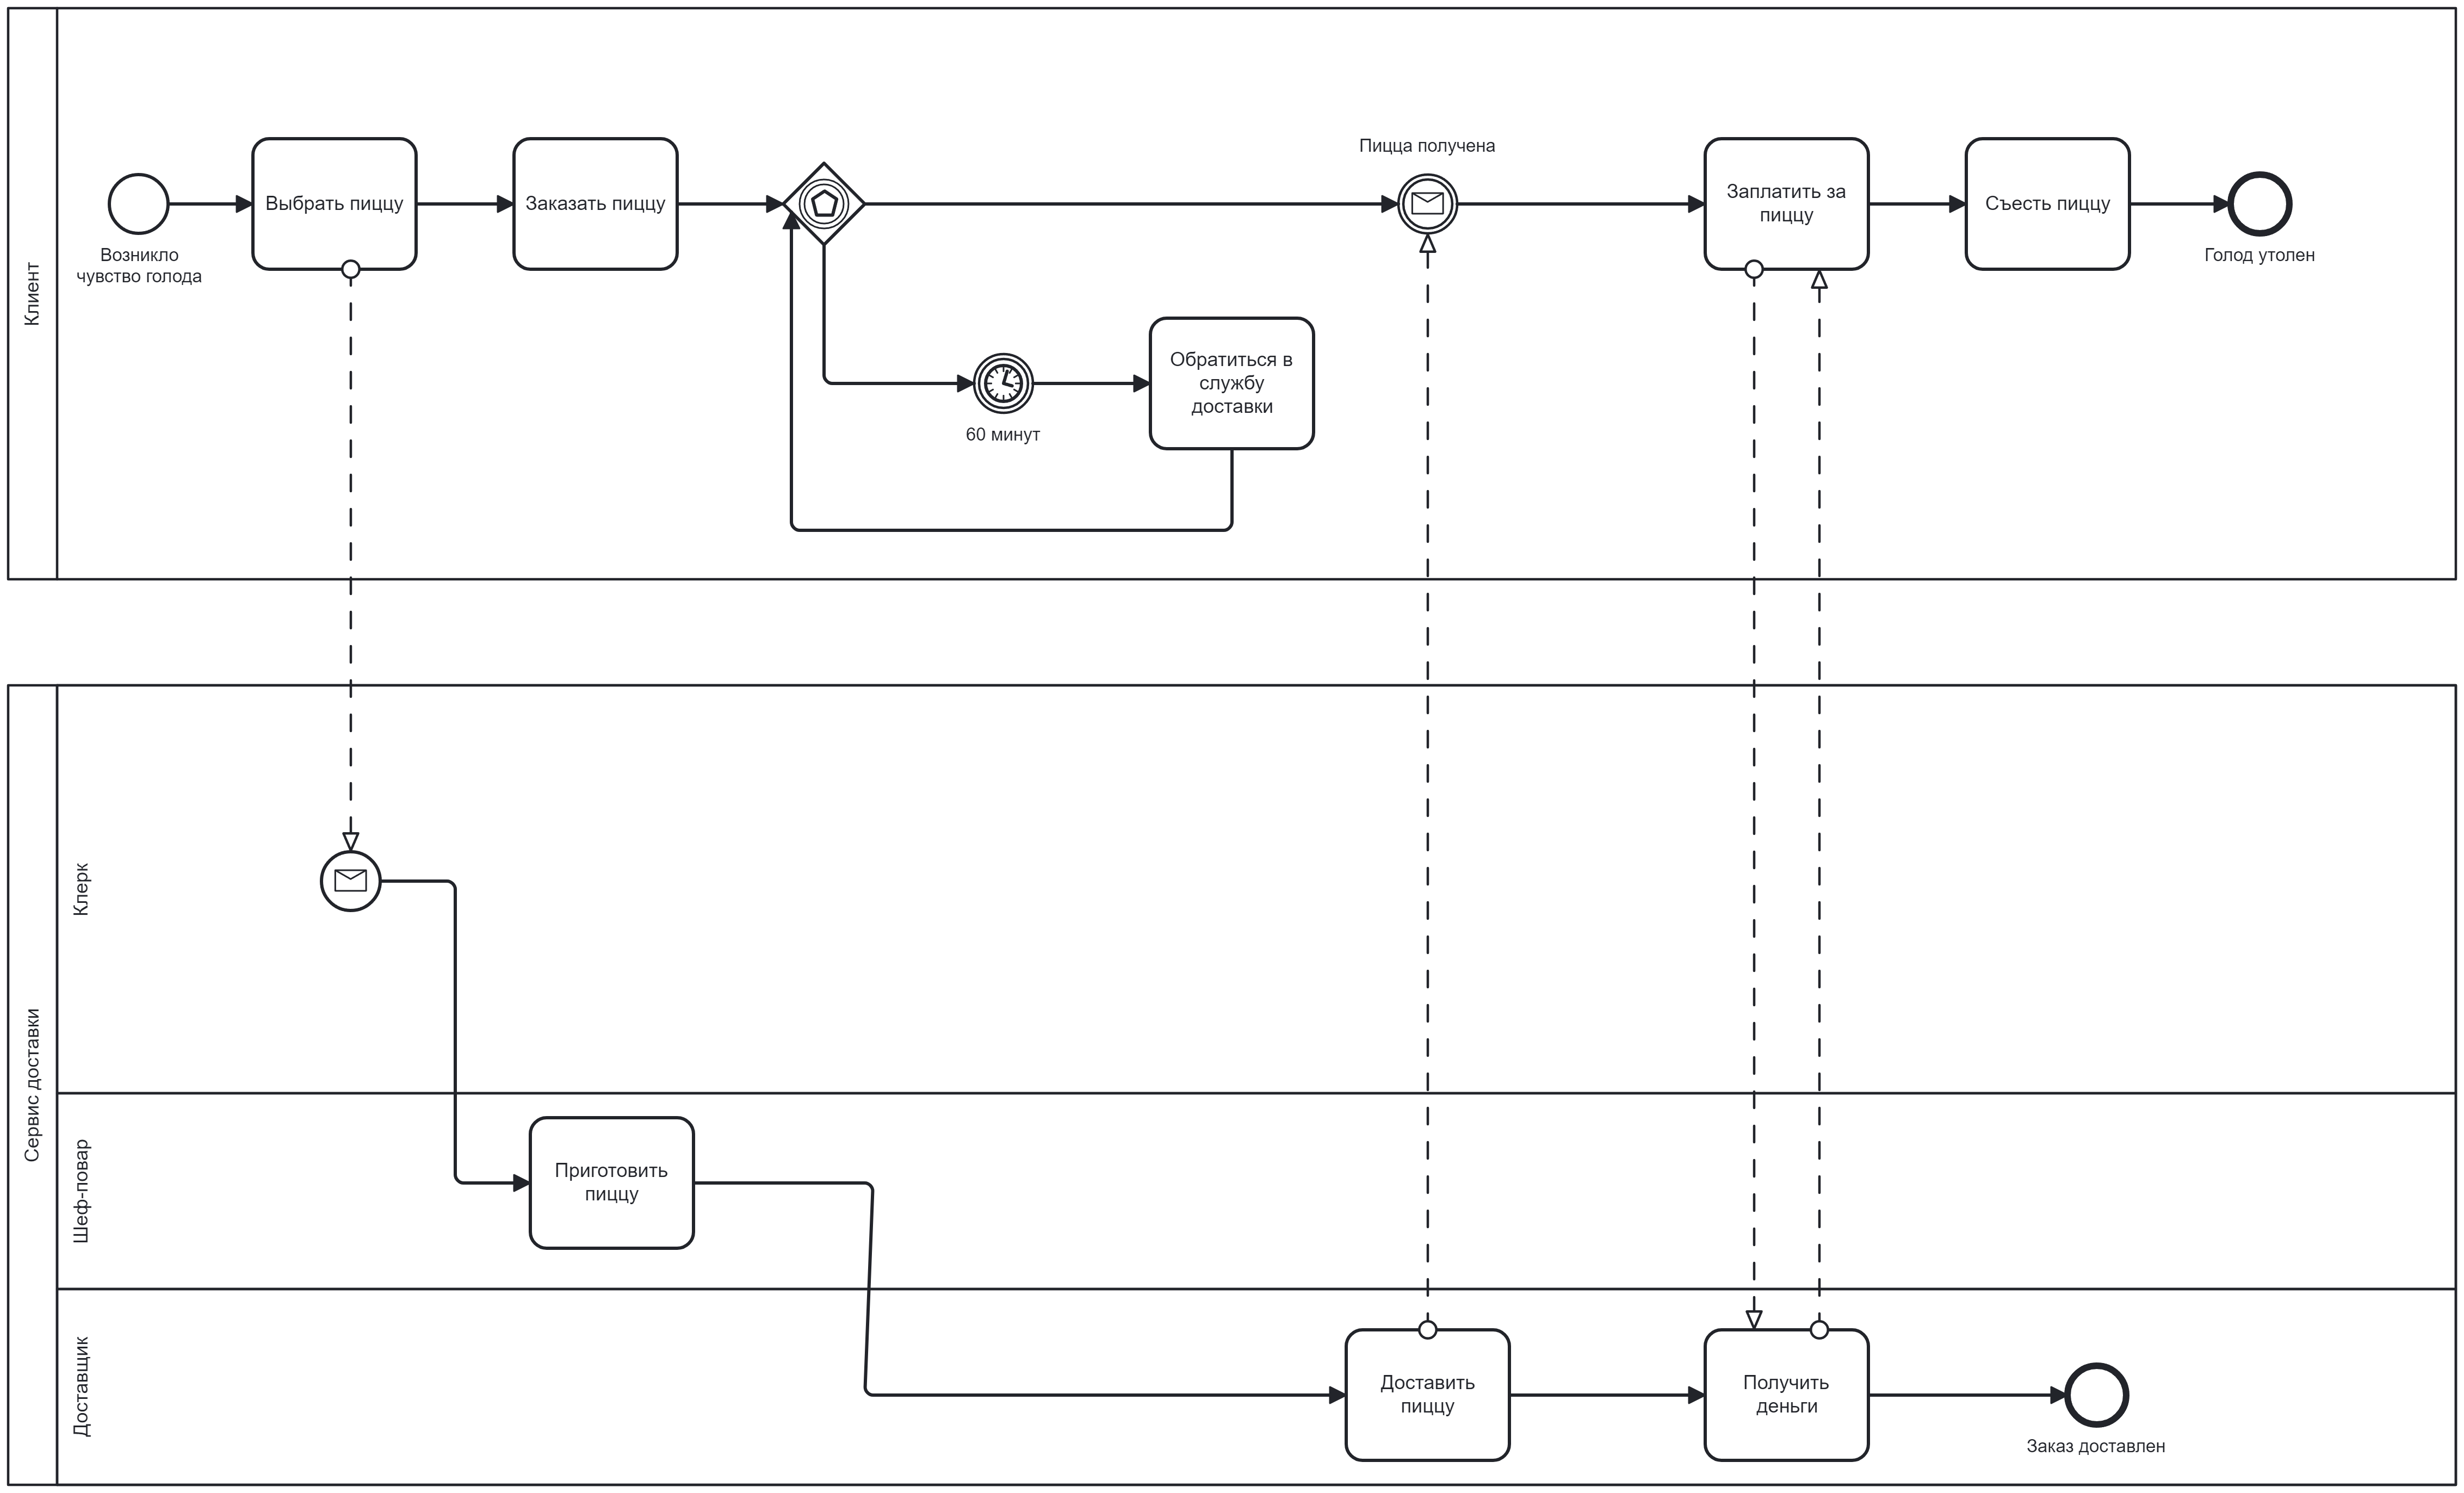 Клиент
Возникло
чувство голода
Выбрать пиццу
Заказать пиццу
60 минут
Обратиться в
службу
доставки
Пицца получена
Заплатить за
пиццу
Съесть пиццу
Голод утолен
Сервис доставки
Клерк
Шеф-повар
Приготовить
пиццу
Доставщик
Доставить
пиццу
Получить
деньги
Заказ доставлен